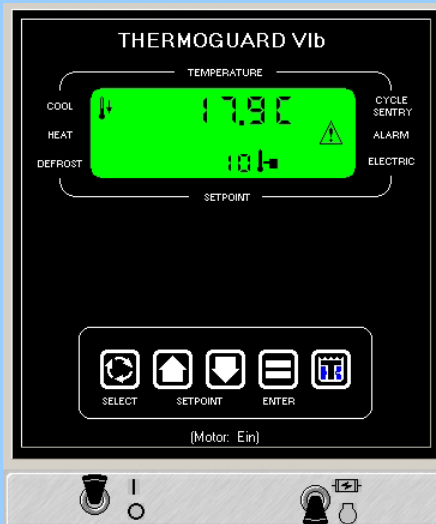 THERMOGUARD VIb
TEMPERATURE
COOL
HEAT
DEFROST
17.9C
10
CYCLE
SENTRY
ALARM
ELECTRIC
SETPOINT
SELECT
SETPOINT
ENTER
(Motor: Ein)
I
O